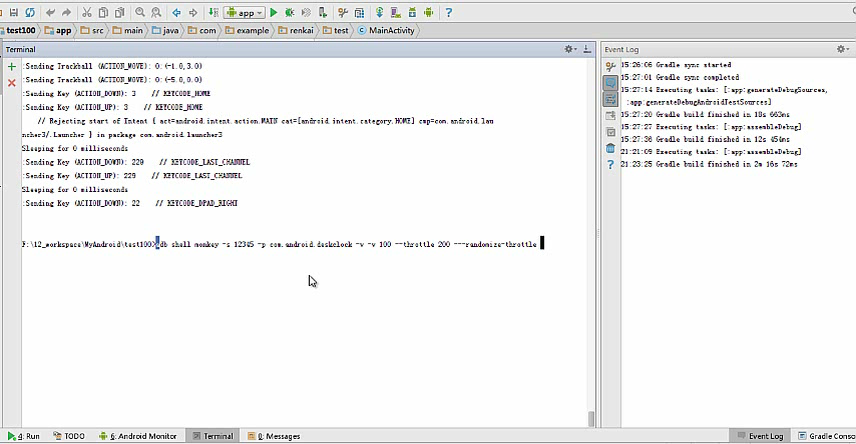 app
test100 app src main java com example renkai test MainActivity
Terminal
:Sending Trackball (ACTION_MOVE): 0:(-1.0,3.0)
:Sending Trackball (ACTION_MOVE): 0:(-5.0,0.0)
:Sending Key (ACTION_DOWN): 3 // KEYCODE_HOME
:Sending Key (ACTION_UP): 3 // KEYCODE_HOME
// Rejecting start of Intent { act=android.intent.action.MAIN cat=[android.intent.category.HOME] cmp=com.android.lau
ncher3/.Launcher } in package com.android.launcher3
Sleeping for 0 milliseconds
:Sending Key (ACTION_DOWN): 229 // KEYCODE_LAST_CHANNEL
:Sending Key (ACTION_UP): 229 // KEYCODE_LAST_CHANNEL
Sleeping for 0 milliseconds
:Sending Key (ACTION_DOWN): 22 // KEYCODE_DPAD_RIGHT
F:\12_workspace\MyAndroid\test100>adb shell monkey -s 12345 -p com.android.deskclock -v -v 100 --throttle 200 ---randomize-throttle
Event Log
15:26:06 Gradle sync started
15:27:01 Gradle sync completed
15:27:14 Executing tasks: [:app:generateDebugSources,
:app:generateDebugAndroidTestSources]
15:27:20 Gradle build finished in 18s 663ms
15:27:27 Executing tasks: [:app:assembleDebug]
15:27:36 Gradle build finished in 12s 454ms
21:21:09 Executing tasks: [:app:assembleDebug]
21:23:25 Gradle build finished in 2m 16s 72ms
4: Run TODO 6: Android Monitor Terminal 0: Messages Event Log Gradle Conso